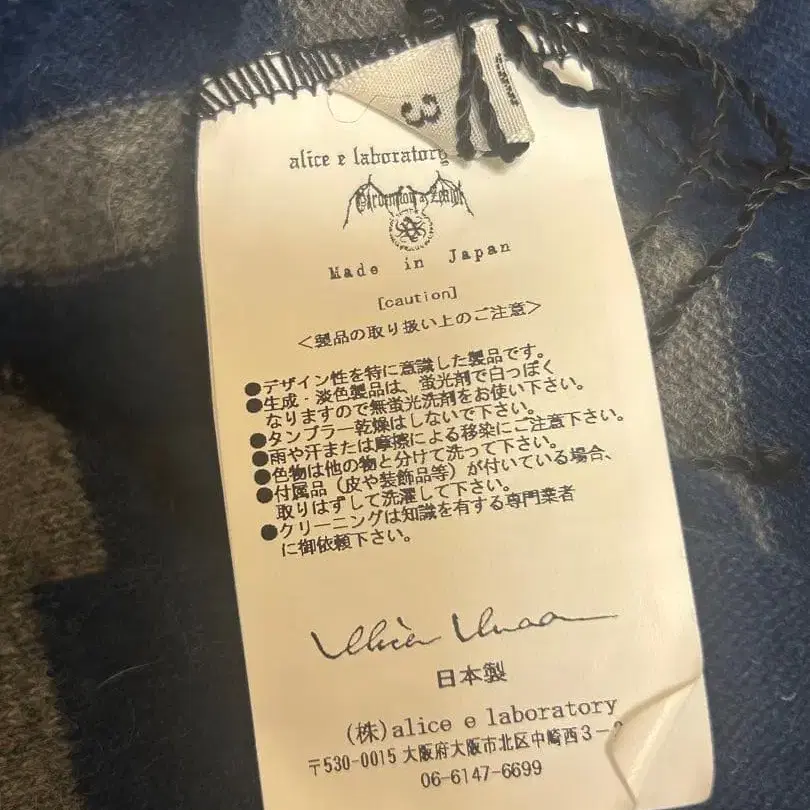 3
alice e laboratory
Made in Japan
[caution]
<製品の取り扱い上のご注意>
●デザイン性を特に意識した製品です。
●生成・淡色製品は、蛍光剤で白っぽく
なりますので無蛍光洗剤をお使い下さい。
●タンブラー乾燥はしないで下さい。
●雨や汗または摩擦による移染にご注意下さい。
●色物は他の物と分けて洗って下さい。
●付属品（皮や装飾品等）が付いている場合、
取りはずして洗濯して下さい。
●クリーニングは知識を有する専門業者
に御依頼下さい。
日本製
(株)alice e laboratory
〒530-0015 大阪府大阪市北区中崎西3-
06-6147-6699